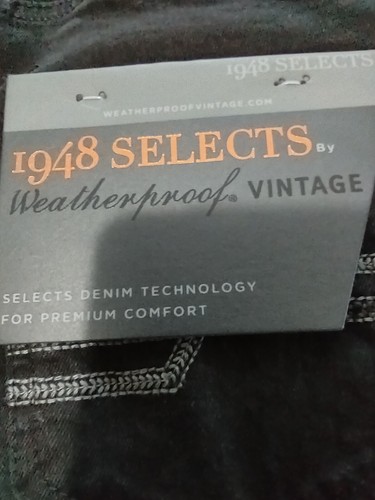 1948 SELECTS
WEATHERPROOFVINTAGE.COM
1948 SELECTS By
Weatherproof® VINTAGE
SELECTS DENIM TECHNOLOGY
FOR PREMIUM COMFORT